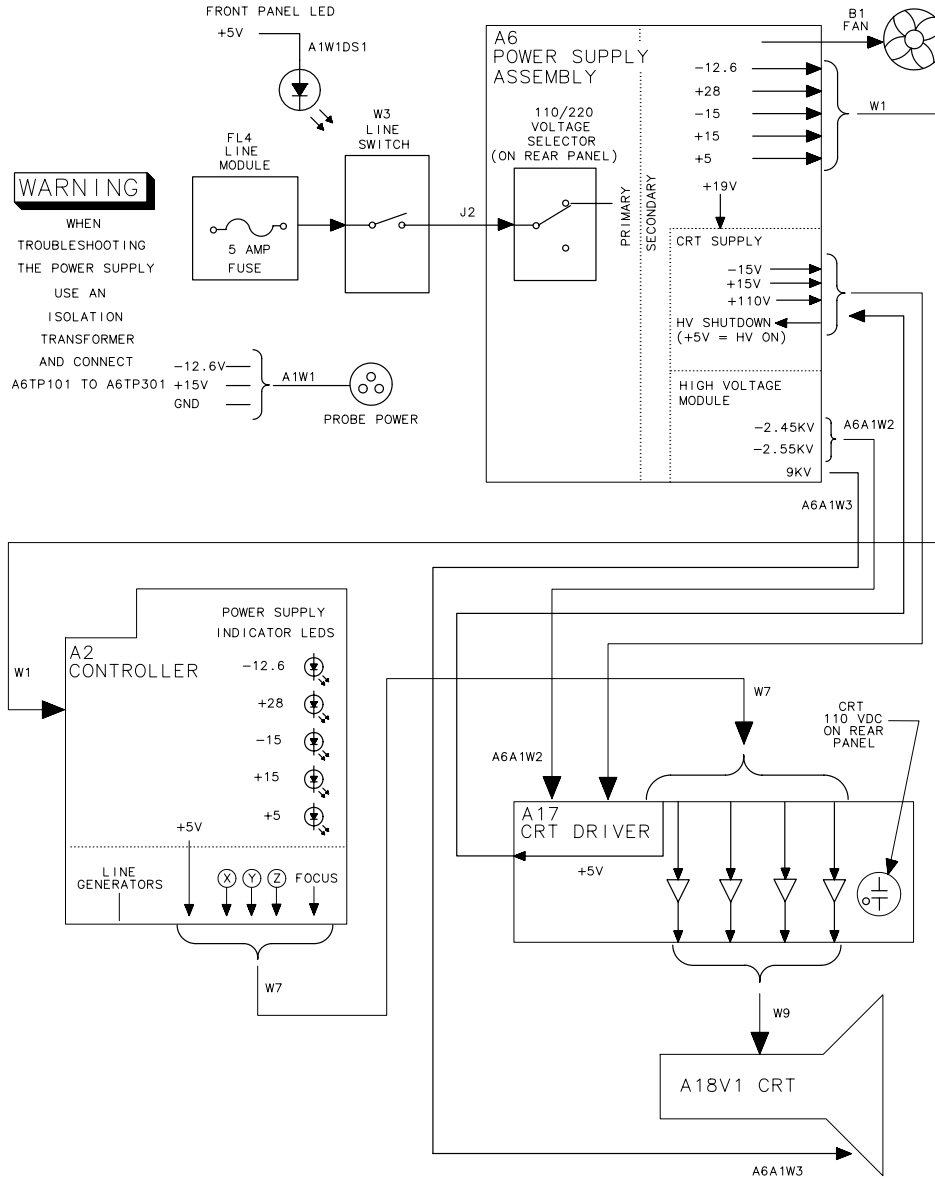 FRONT PANEL LED
+5V
A1W1DS1
FL4
LINE
MODULE
5 AMP
FUSE
W3
LINE
SWITCH
J2
WARNING
WHEN
TROUBLESHOOTING
THE POWER SUPPLY
USE AN
ISOLATION
TRANSFORMER
AND CONNECT
A6TP101 TO A6TP301
-12.6V
+15V
GND
A1W1
PROBE POWER
A6
POWER SUPPLY
ASSEMBLY
110/220
VOLTAGE
SELECTOR
(ON REAR PANEL)
PRIMARY
SECONDARY
B1
FAN
-12.6
+28
-15
+15
+5
W1
+19V
CRT SUPPLY
-15V
+15V
+110V
HV SHUTDOWN
(+5V = HV ON)
HIGH VOLTAGE
MODULE
-2.45KV
-2.55KV
9KV
A6A1W2
A6A1W3
W1
A2
CONTROLLER
POWER SUPPLY
INDICATOR LEDS
-12.6
+28
-15
+15
+5
+5V
LINE
GENERATORS
X Y Z FOCUS
W7
W7
A6A1W2
CRT
110 VDC
ON REAR
PANEL
A17
CRT DRIVER
+5V
W9
A18V1 CRT
A6A1W3